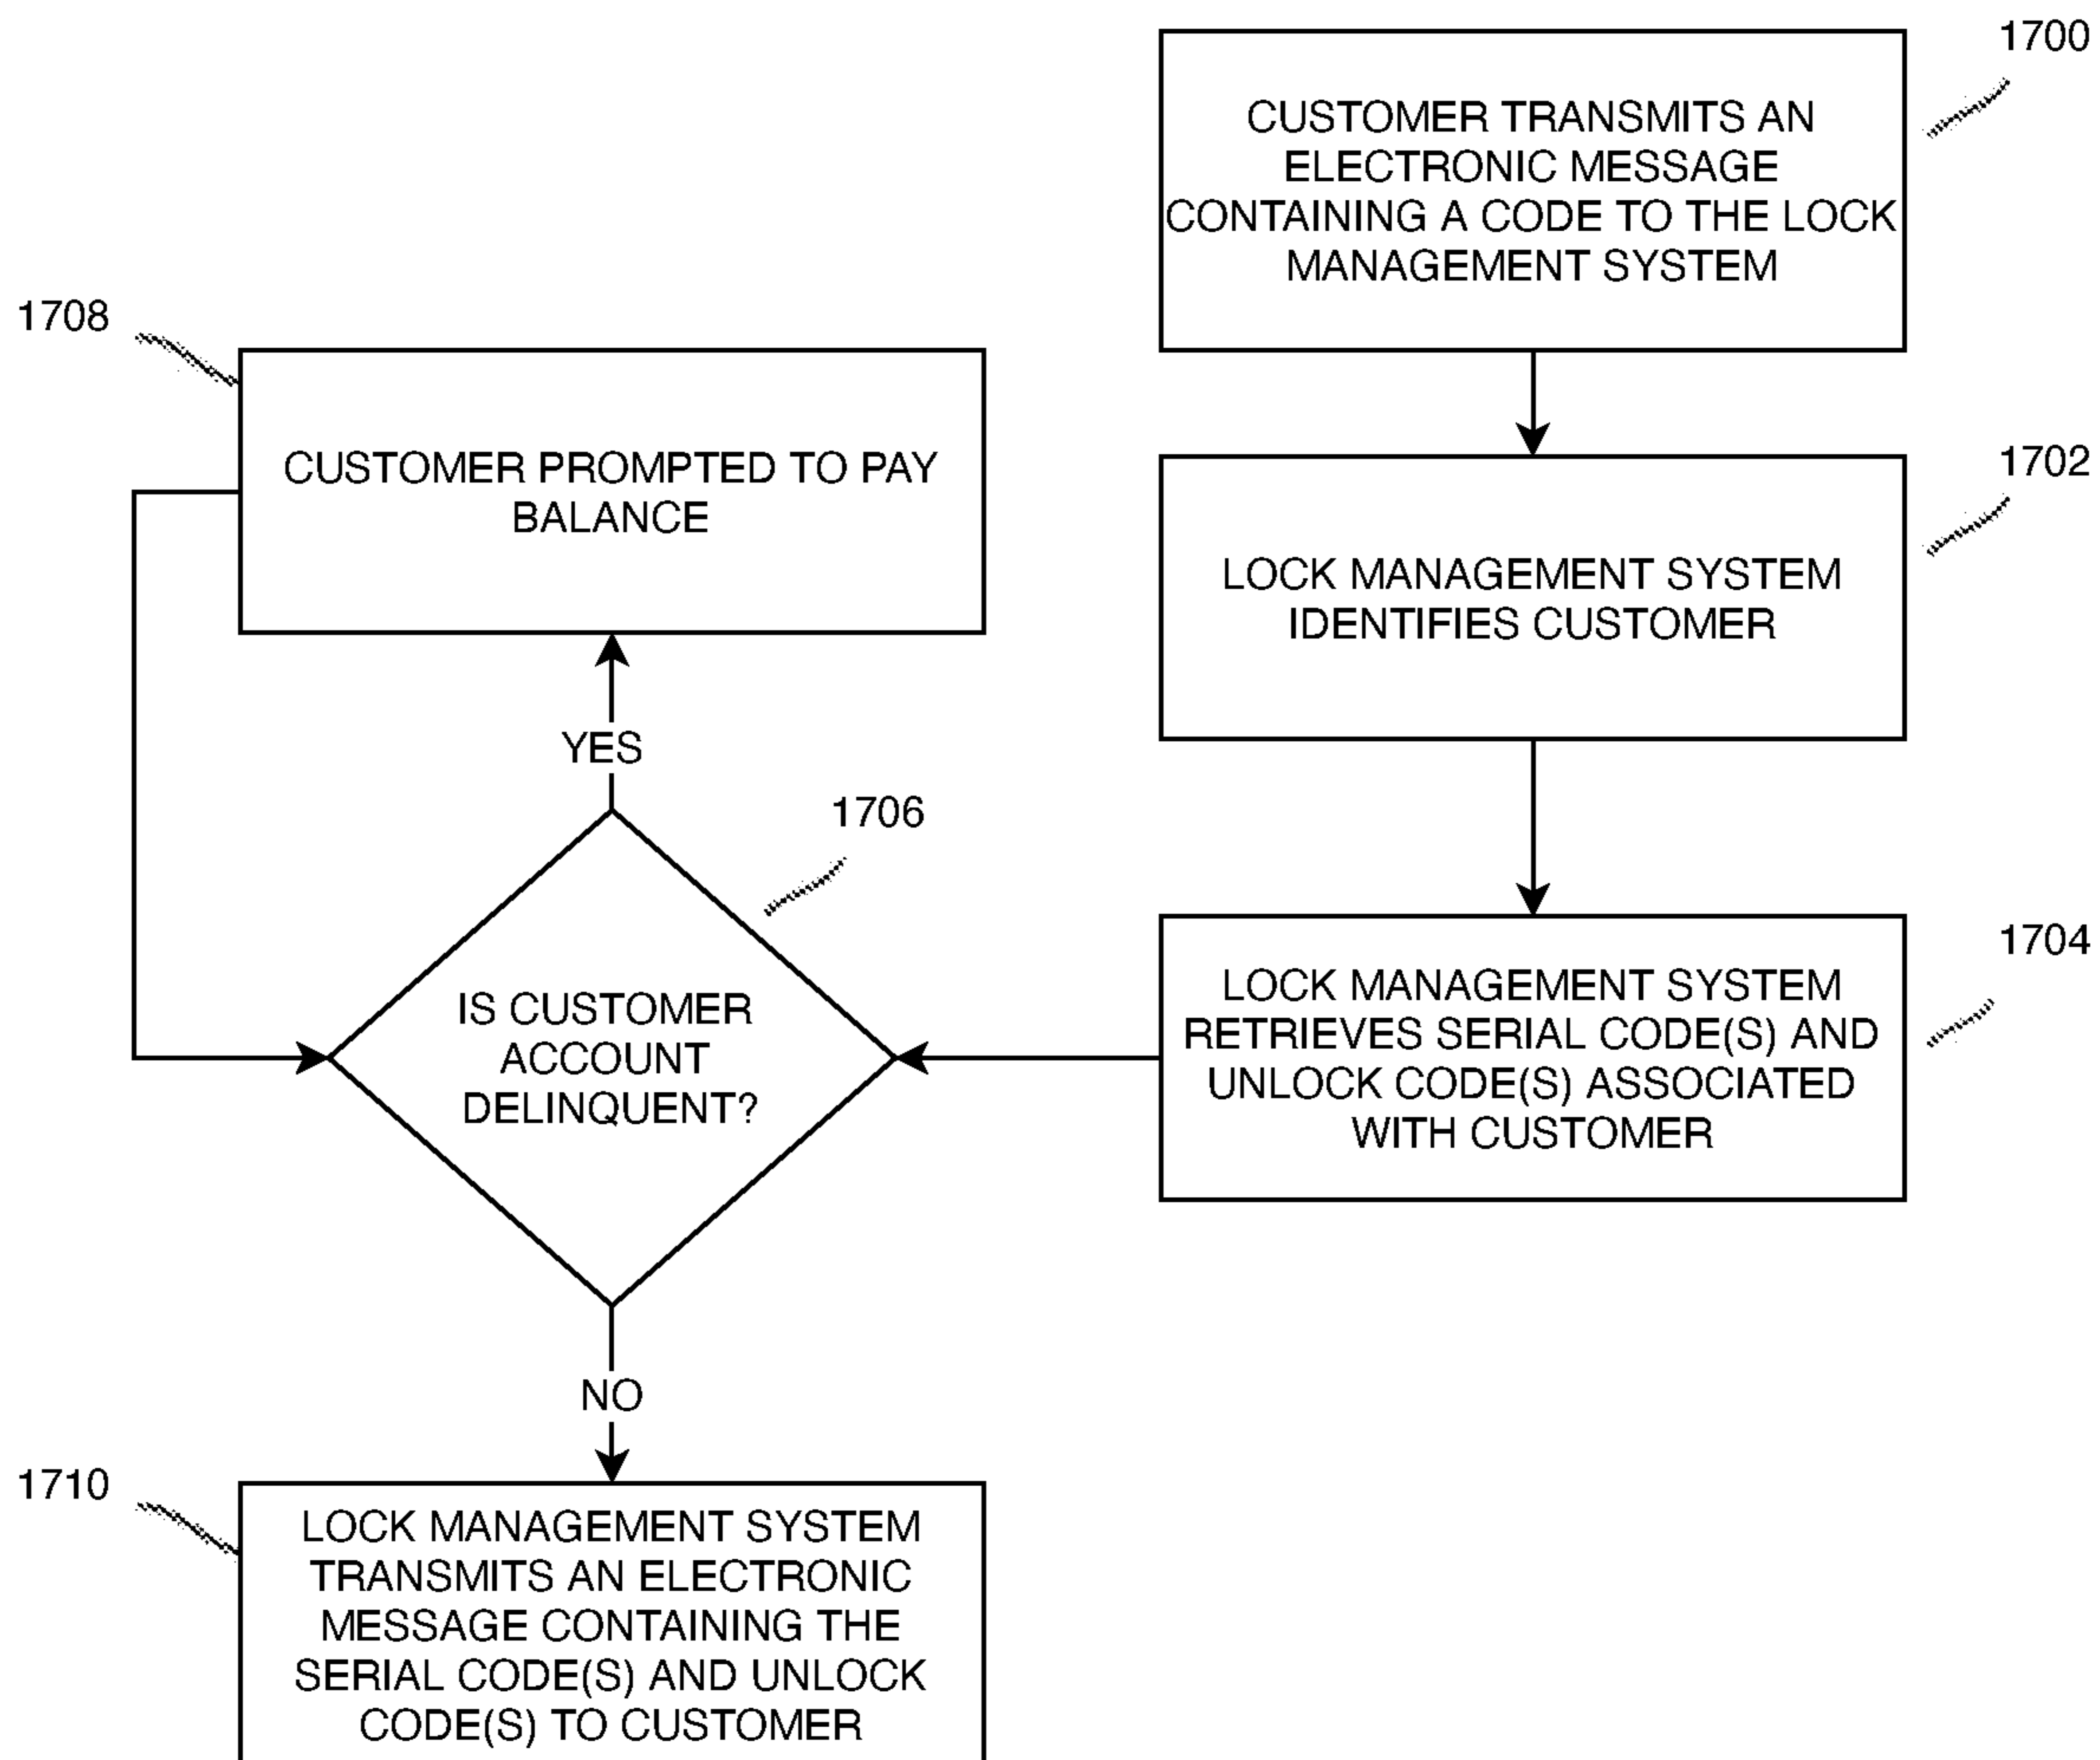 1700
CUSTOMER TRANSMITS AN
ELECTRONIC MESSAGE
CONTAINING A CODE TO THE LOCK
MANAGEMENT SYSTEM
1702
LOCK MANAGEMENT SYSTEM
IDENTIFIES CUSTOMER
1704
LOCK MANAGEMENT SYSTEM
RETRIEVES SERIAL CODE(S) AND
UNLOCK CODE(S) ASSOCIATED
WITH CUSTOMER
1706
IS CUSTOMER
ACCOUNT
DELINQUENT?
YES
1708
CUSTOMER PROMPTED TO PAY
BALANCE
NO
1710
LOCK MANAGEMENT SYSTEM
TRANSMITS AN ELECTRONIC
MESSAGE CONTAINING THE
SERIAL CODE(S) AND UNLOCK
CODE(S) TO CUSTOMER